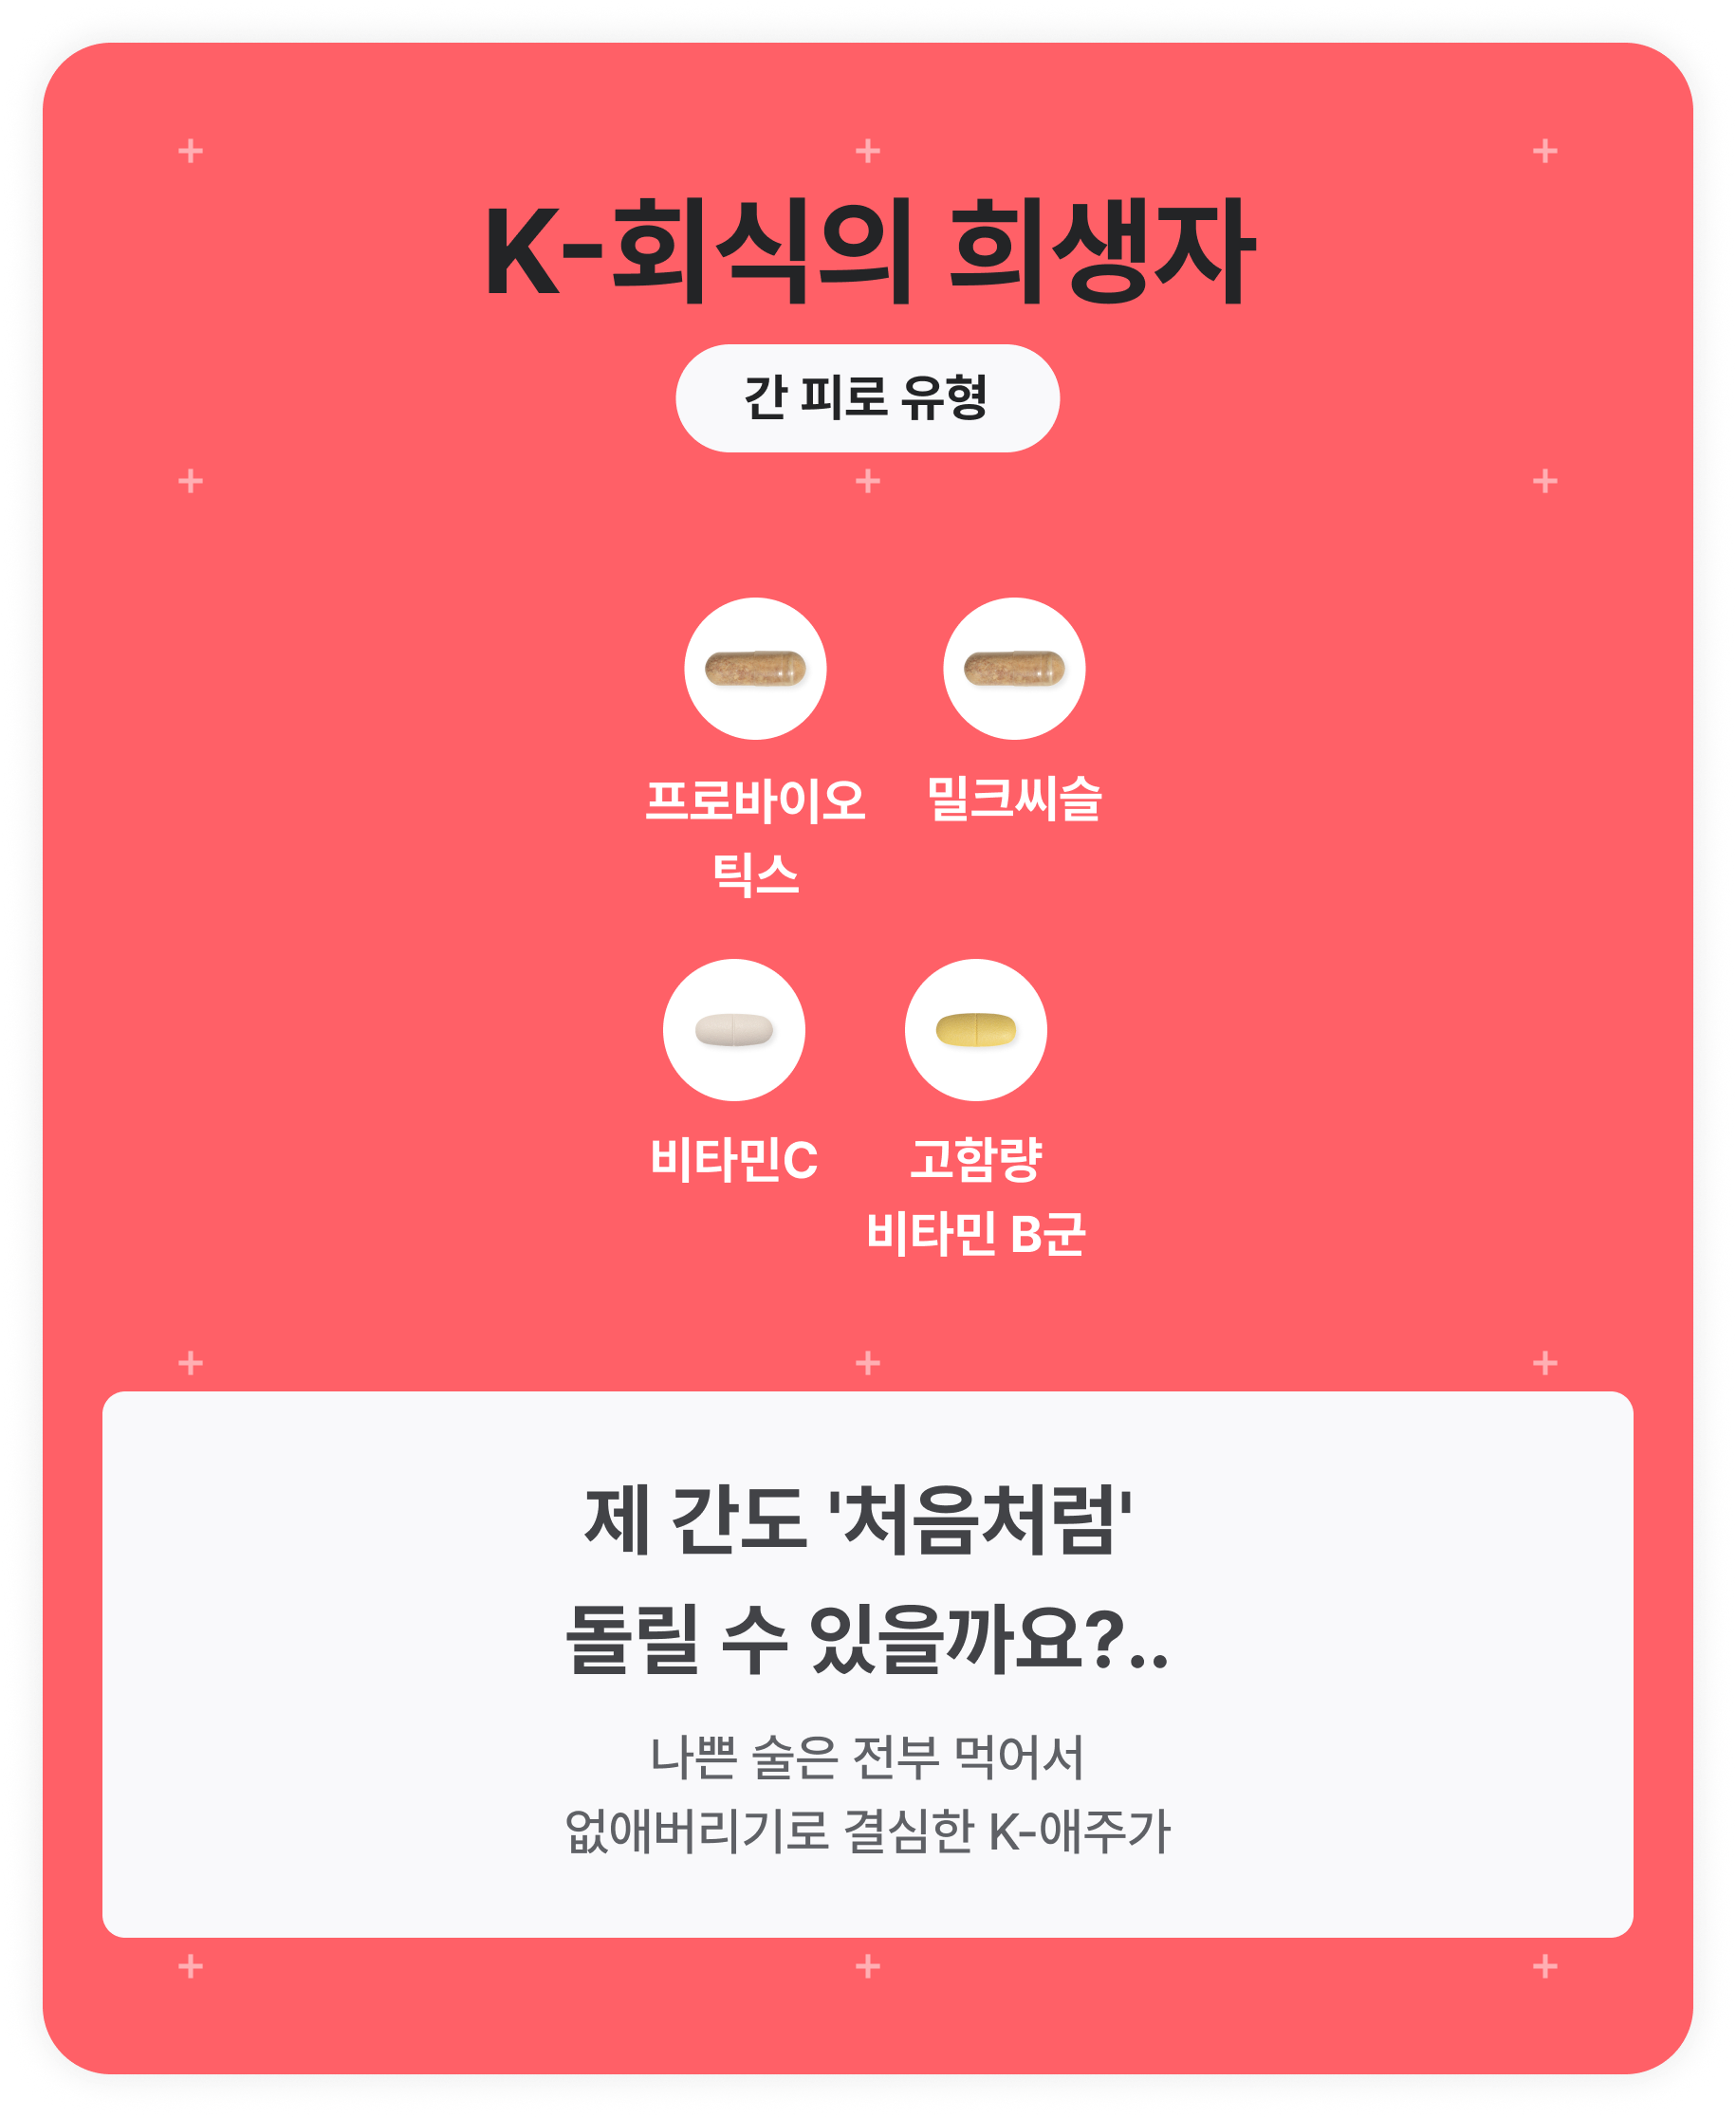 K-회식의 희생자
간 피로 유형
프로바이오
틱스
밀크씨슬
비타민C
고함량
비타민 B군
제 간도 '처음처럼'
돌릴 수 있을까요?..
나쁜 술은 전부 먹어서
없애버리기로 결심한 K-애주가